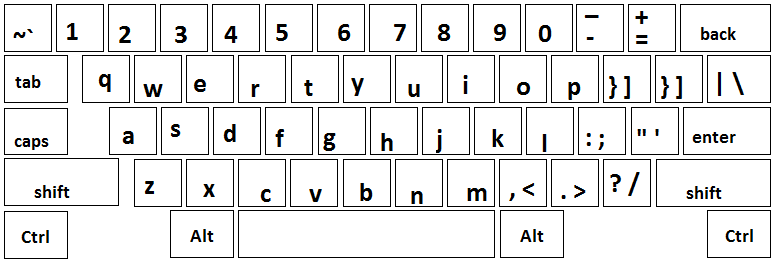 ~` 1 2 3 4 5 6 7 8 9 0 – - + = back
tab q w e r t y u i o p } ] } ] | \
caps a s d f g h j k l : ; " ' enter
shift z x c v b n m , < . > ? / shift
Ctrl Alt Alt Ctrl